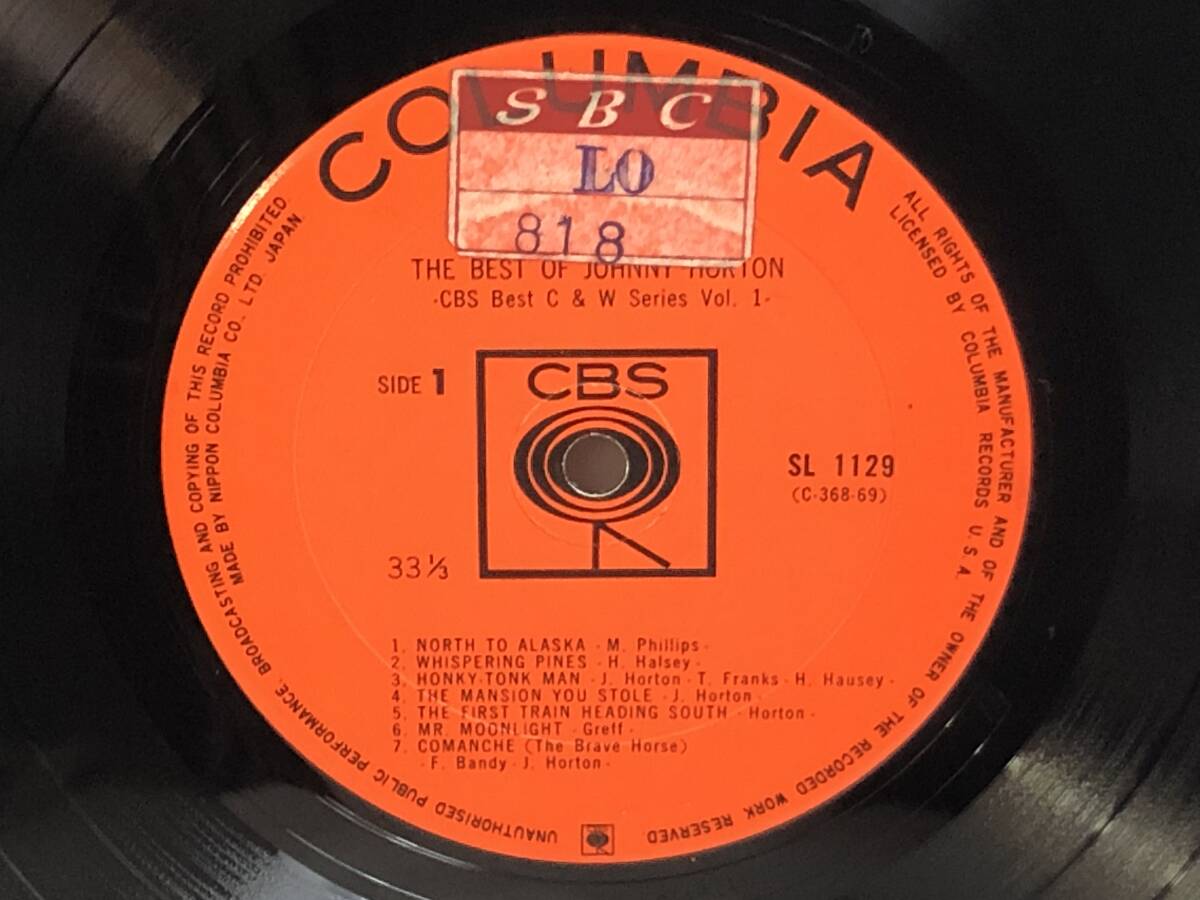 COLUMBIA
S B C
LO
818
THE BEST OF JOHNNY HORTON
-CBS Best C & W Series Vol. 1-
SIDE 1
CBS
SL 1129
(C-368-69)
33⅓
1. NORTH TO ALASKA - M. Phillips -
2. WHISPERING PINES - H. Halsey -
3. HONKY-TONK MAN - J. Horton - T. Franks - H. Hausey -
4. THE MANSION YOU STOLE - J. Horton -
5. THE FIRST TRAIN HEADING SOUTH - Horton -
6. MR. MOONLIGHT - Greff -
7. COMANCHE (The Brave Horse)
- F. Bandy - J. Horton -
ALL RIGHTS OF THE MANUFACTURER AND OF THE OWNER OF THE RECORDED WORK RESERVED
LICENSED BY COLUMBIA RECORDS U. S. A.
UNAUTHORISED PUBLIC PERFORMANCE, BROADCASTING AND COPYING OF THIS RECORD PROHIBITED
MADE BY NIPPON COLUMBIA CO., LTD. JAPAN